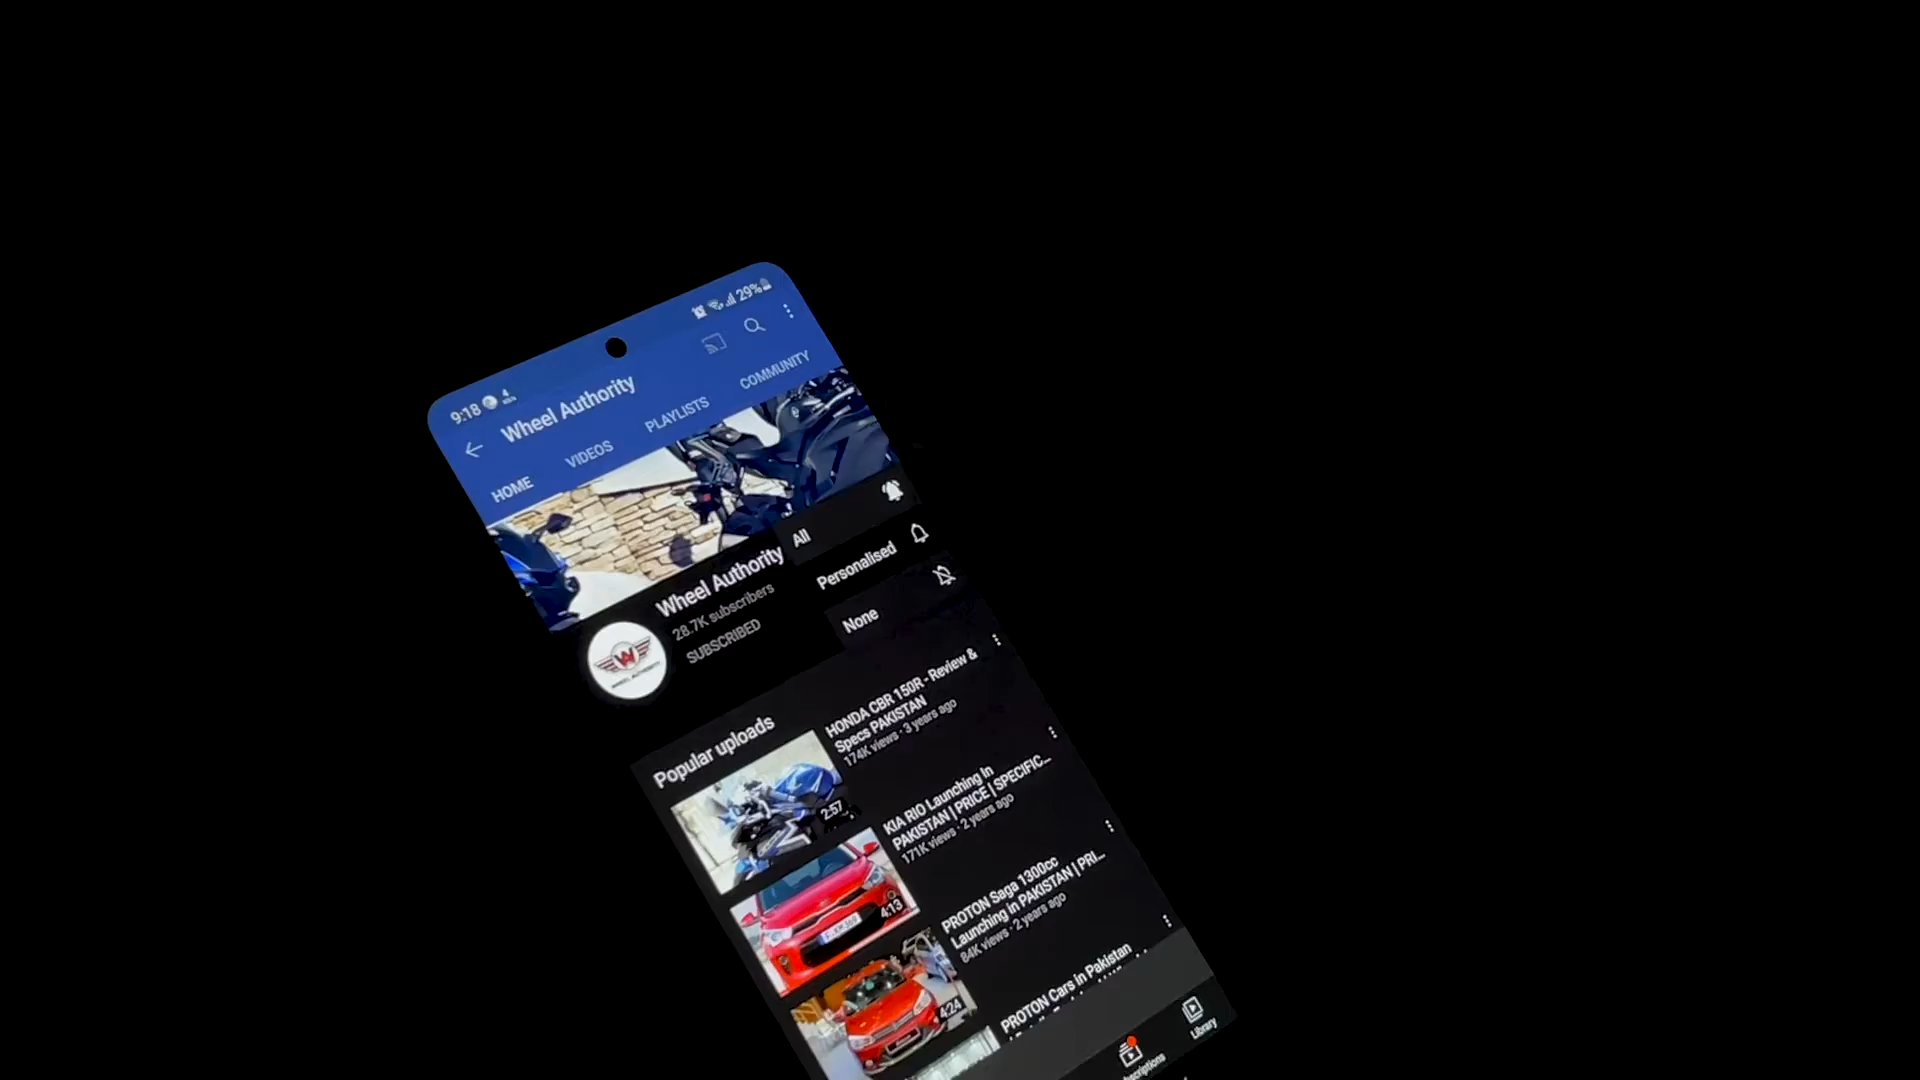 9:18
29%
Wheel Authority
HOME
VIDEOS
PLAYLISTS
COMMUNITY
Wheel Authority
28.7K subscribers
SUBSCRIBED
All
Personalised
None
Popular uploads
HONDA CBR 150R - Review &
Specs PAKISTAN
174K views · 3 years ago
2:57
KIA RIO Launching in
PAKISTAN | PRICE | SPECIFIC...
171K views · 2 years ago
4:13
PROTON Saga 1300cc
Launching in PAKISTAN | PRI...
84K views · 2 years ago
4:24
PROTON Cars in Pakistan
Library